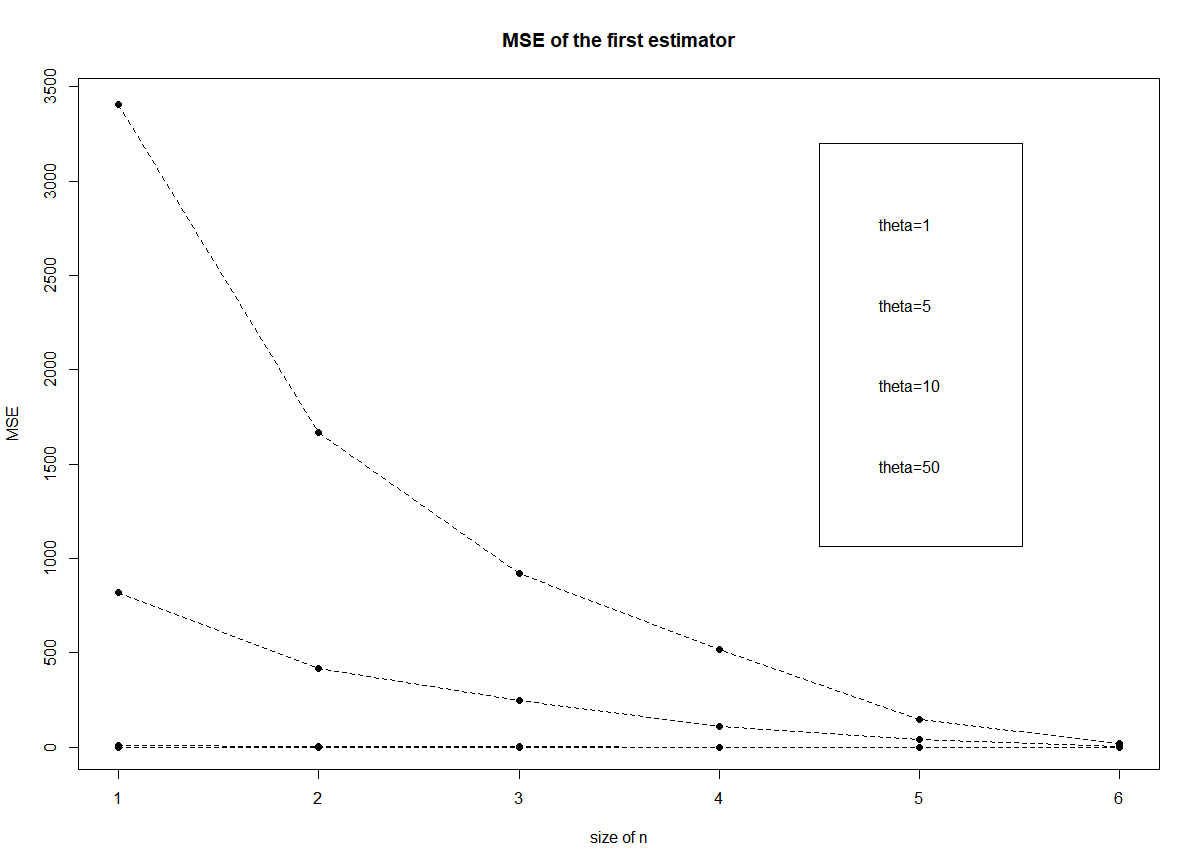 MSE of the first estimator
3500
3000
2500
2000
1500
1000
500
0
MSE
theta=1
theta=5
theta=10
theta=50
1 2 3 4 5 6
size of n